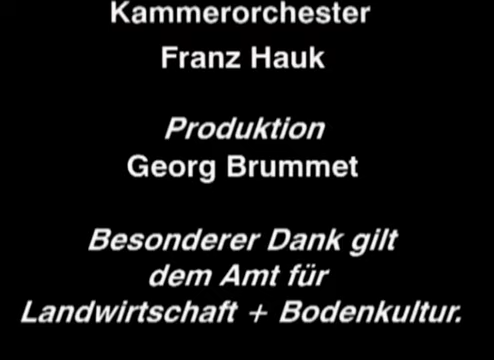 Kammerorchester
Franz Hauk
Produktion
Georg Brummet
Besonderer Dank gilt
dem Amt für
Landwirtschaft + Bodenkultur.